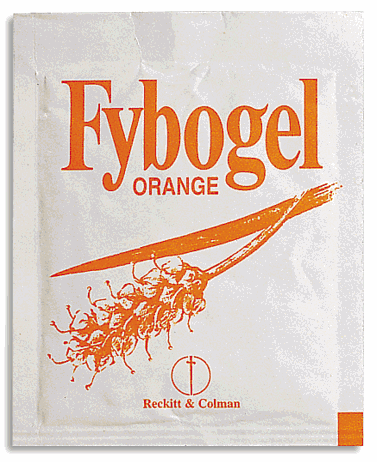 Fybogel
ORANGE
Reckitt & Colman